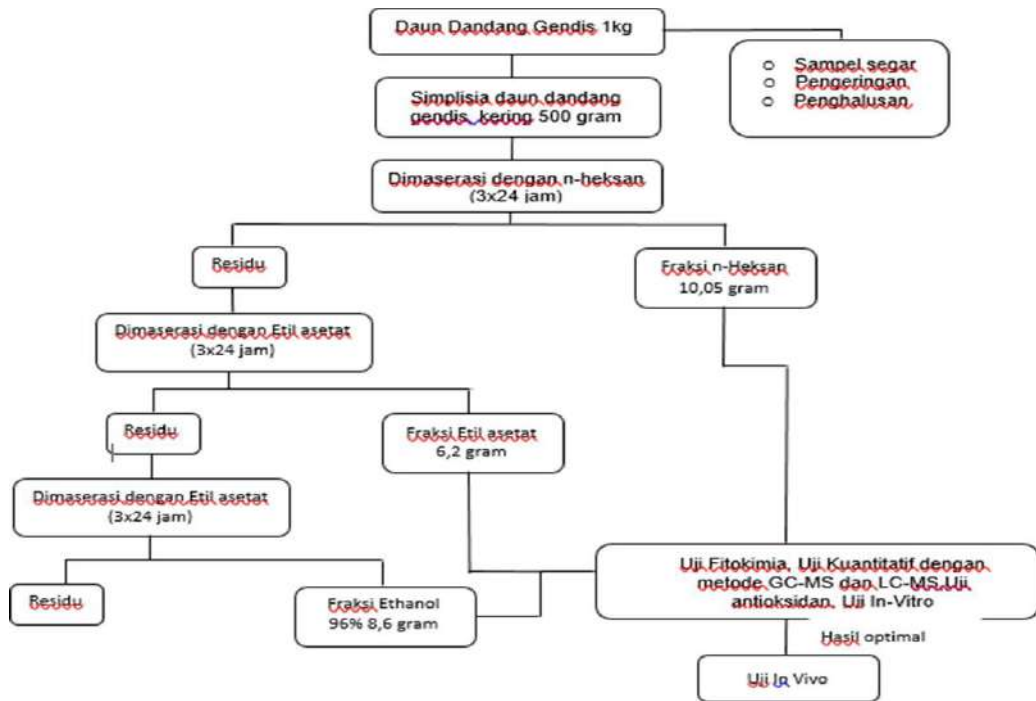 Daun Dandang Gendis 1kg
o Sampel segar
o Pengeringan
o Penghalusan
Simplisia daun dandang
gendis kering 500 gram
Dimaserasi dengan n-heksan
(3x24 jam)
Residu
Fraksi n-Heksan
10,05 gram
Dimaserasi dengan Etil asetat
(3x24 jam)
Residu
Fraksi Etil asetat
6,2 gram
Dimaserasi dengan Etil asetat
(3x24 jam)
Residu
Fraksi Ethanol
96% 8,6 gram
Uji Fitokimia, Uji Kuantitatif dengan
metode GC-MS dan LC-MS,Uji
antioksidan, Uji In-Vitro
Hasil optimal
Uji In Vivo